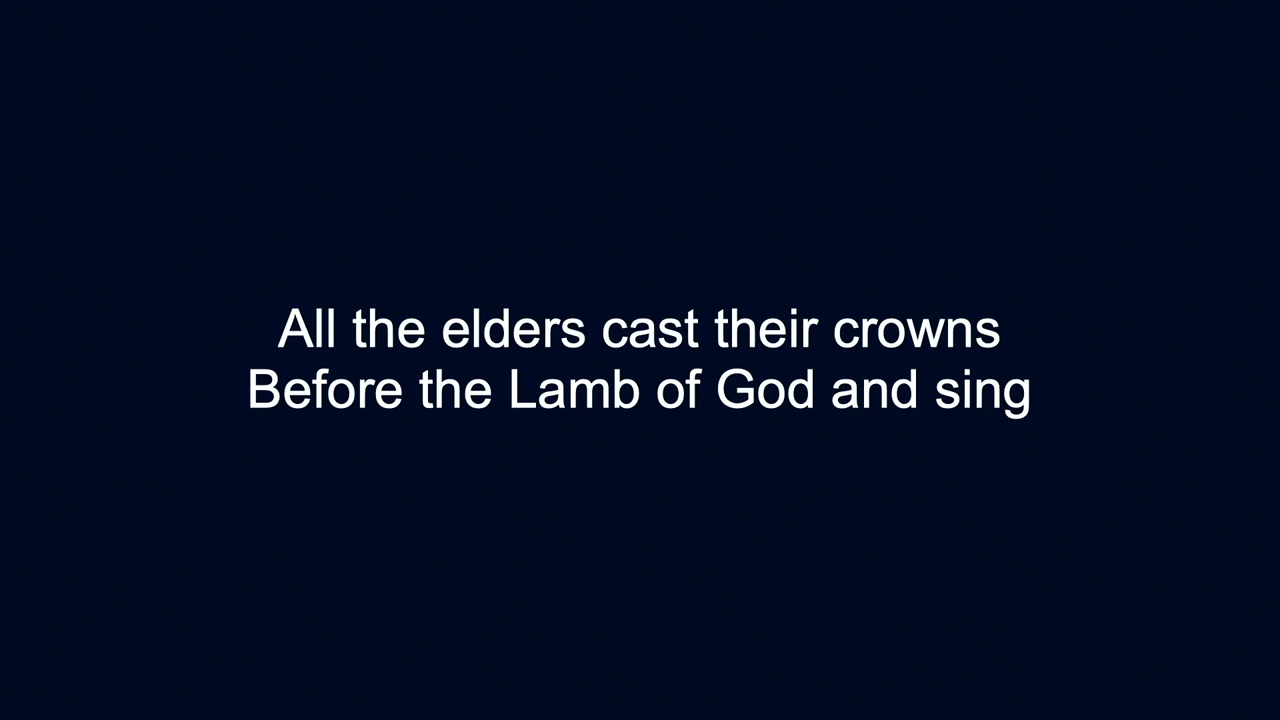 All the elders cast their crowns
Before the Lamb of God and sing